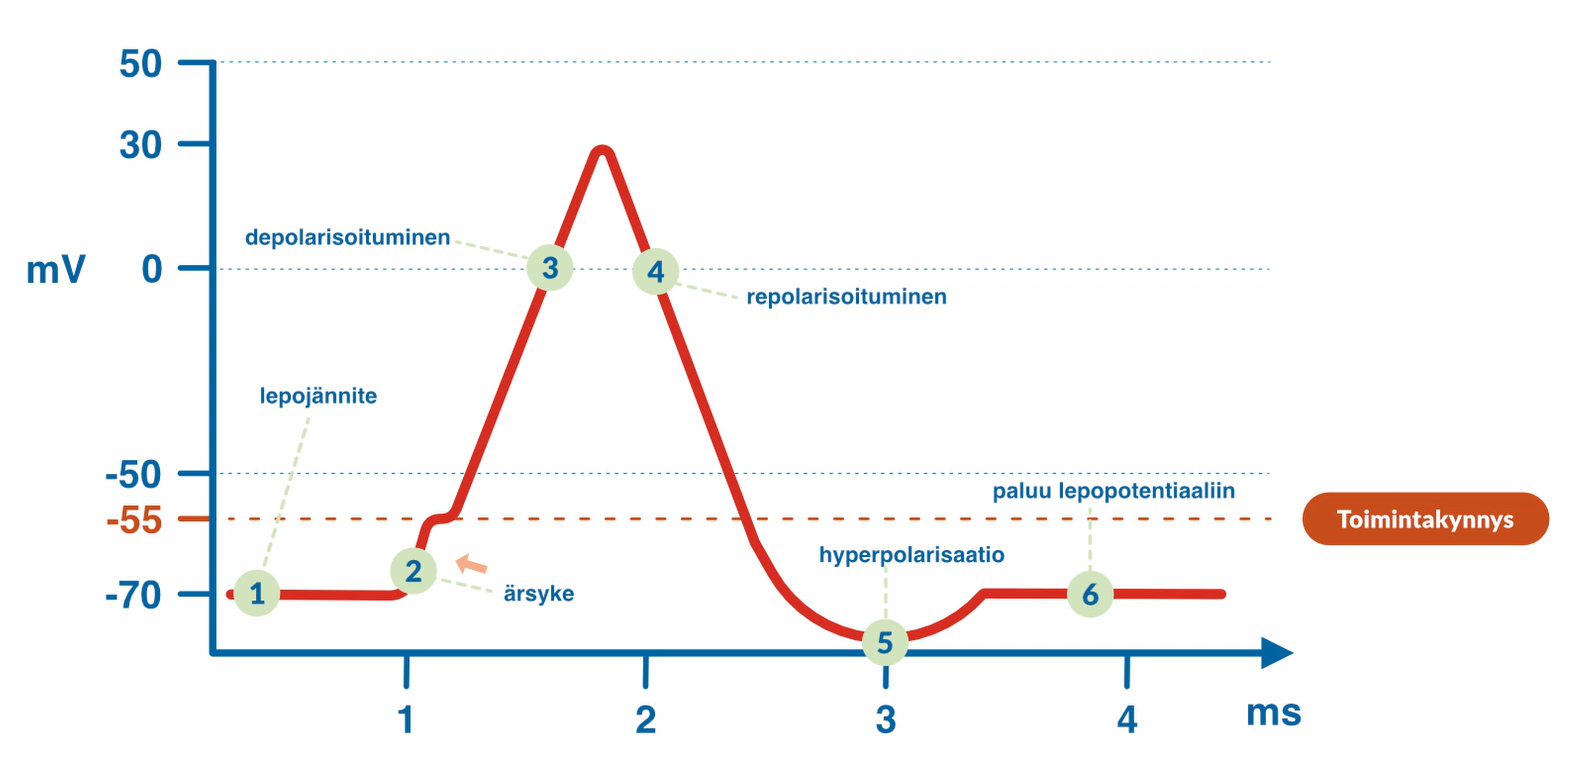 50
30
depolarisoituminen
3
mV
0
4
repolarisoituminen
lepojännite
-50
paluu lepopotentiaaliin
-55
Toimintakynnys
hyperpolarisaatio
2
ärsyke
-70
1
6
5
1
2
3
4
ms